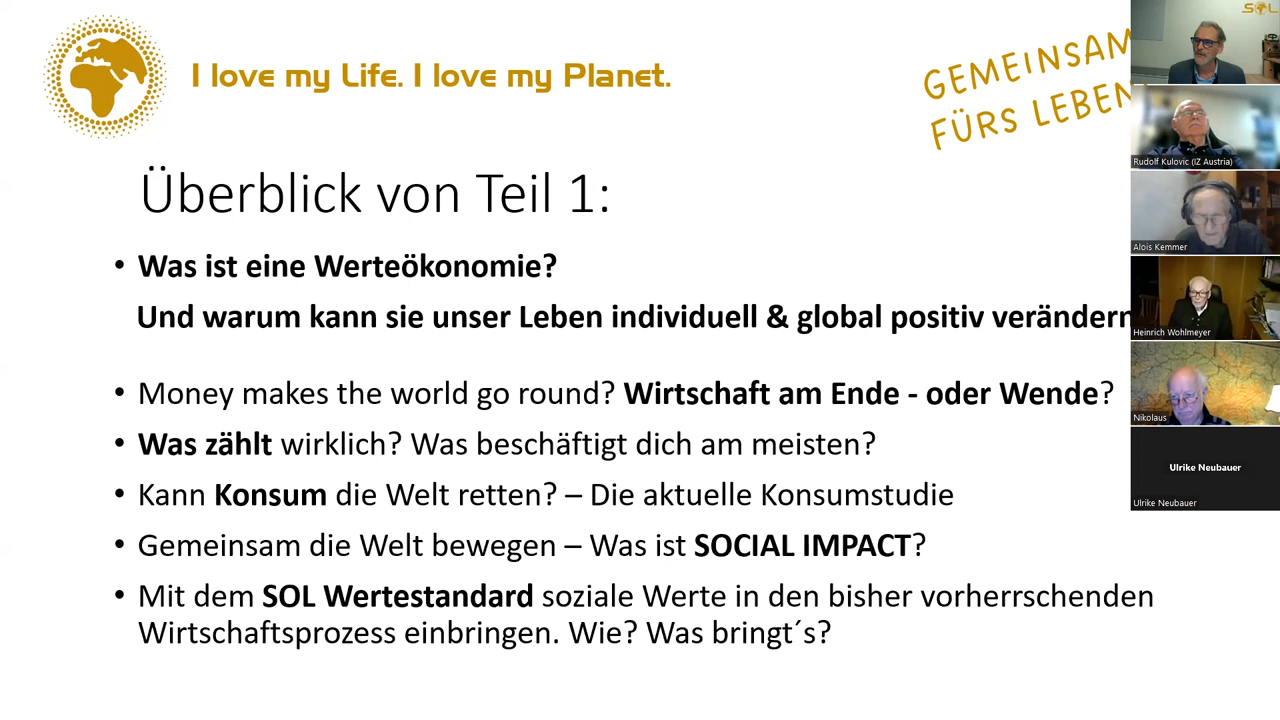 I love my Life. I love my Planet.
GEMEINSAM
FÜRS LEBEN
Überblick von Teil 1:
• Was ist eine Werteökonomie?
Und warum kann sie unser Leben individuell & global positiv verändern
• Money makes the world go round? Wirtschaft am Ende - oder Wende?
• Was zählt wirklich? Was beschäftigt dich am meisten?
• Kann Konsum die Welt retten? – Die aktuelle Konsumstudie
• Gemeinsam die Welt bewegen – Was ist SOCIAL IMPACT?
• Mit dem SOL Wertestandard soziale Werte in den bisher vorherrschenden
Wirtschaftsprozess einbringen. Wie? Was bringt´s?
SOL
Rudolf Kulovic (IZ Austria)
Alois Kemmer
Heinrich Wohlmeyer
Nikolaus
Ulrike Neubauer
Ulrike Neubauer